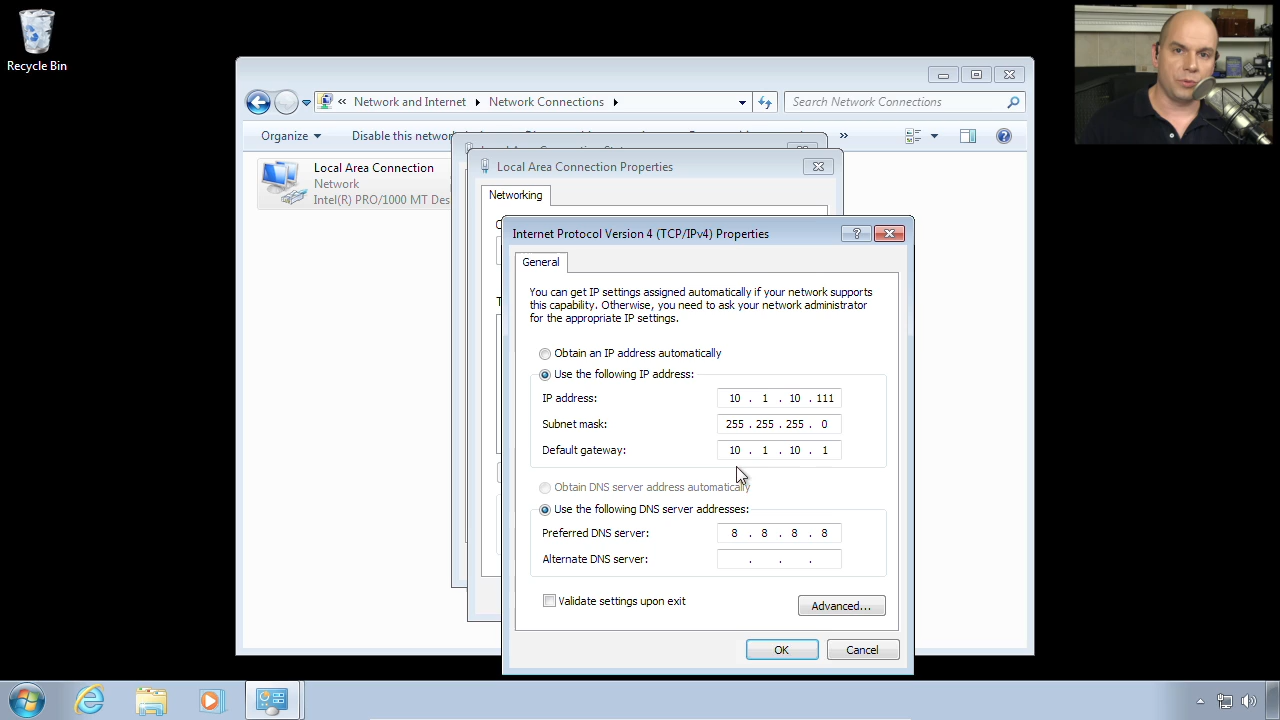 Recycle Bin
« Network and Internet ▸ Network Connections ▸
Search Network Connections
Organize Disable this networ »
Local Area Connection
Network
Intel(R) PRO/1000 MT Des
Local Area Connection Properties
Networking
Internet Protocol Version 4 (TCP/IPv4) Properties
General
You can get IP settings assigned automatically if your network supports
this capability. Otherwise, you need to ask your network administrator
for the appropriate IP settings.
Obtain an IP address automatically
Use the following IP address:
IP address: 10 . 1 . 10 . 111
Subnet mask: 255 . 255 . 255 . 0
Default gateway: 10 . 1 . 10 . 1
Obtain DNS server address automatically
Use the following DNS server addresses:
Preferred DNS server: 8 . 8 . 8 . 8
Alternate DNS server: . . .
Validate settings upon exit
Advanced...
OK Cancel